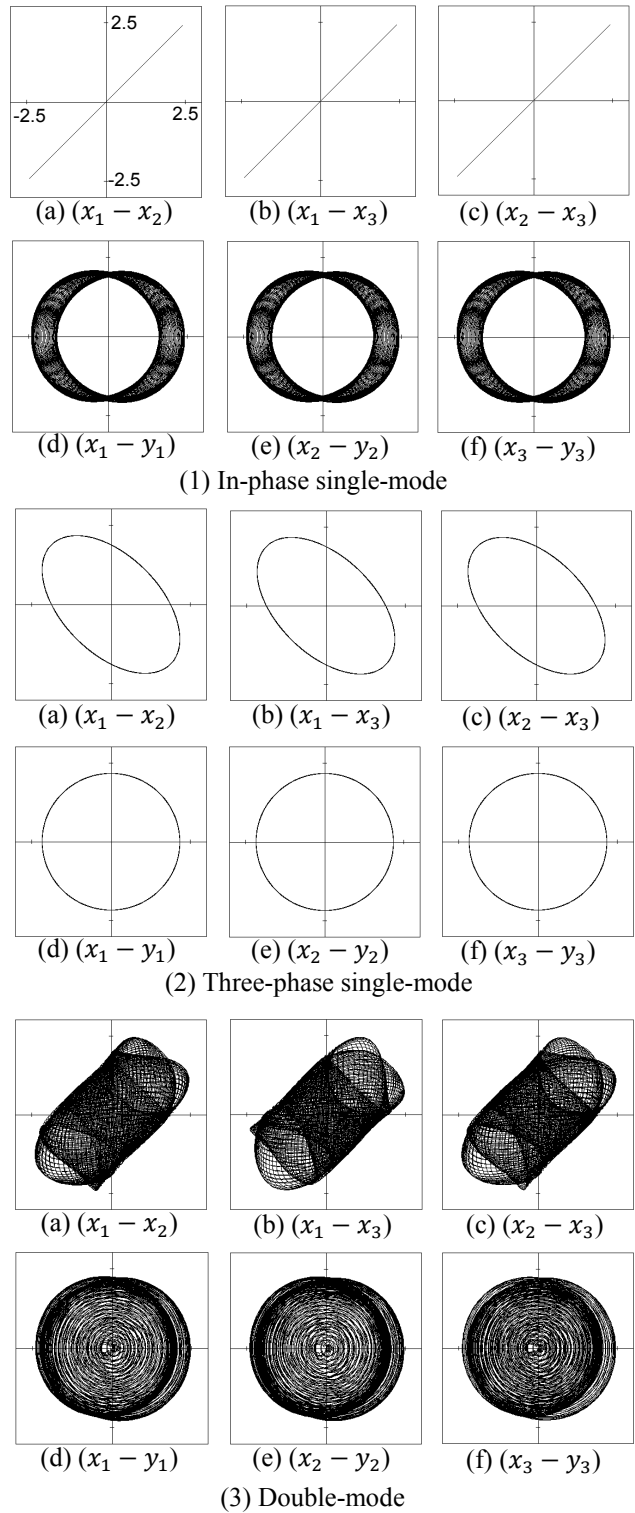 2.5
-2.5 2.5
-2.5
(a) (x₁ − x₂) (b) (x₁ − x₃) (c) (x₂ − x₃)
(d) (x₁ − y₁) (e) (x₂ − y₂) (f) (x₃ − y₃)
(1) In-phase single-mode
(a) (x₁ − x₂) (b) (x₁ − x₃) (c) (x₂ − x₃)
(d) (x₁ − y₁) (e) (x₂ − y₂) (f) (x₃ − y₃)
(2) Three-phase single-mode
(a) (x₁ − x₂) (b) (x₁ − x₃) (c) (x₂ − x₃)
(d) (x₁ − y₁) (e) (x₂ − y₂) (f) (x₃ − y₃)
(3) Double-mode